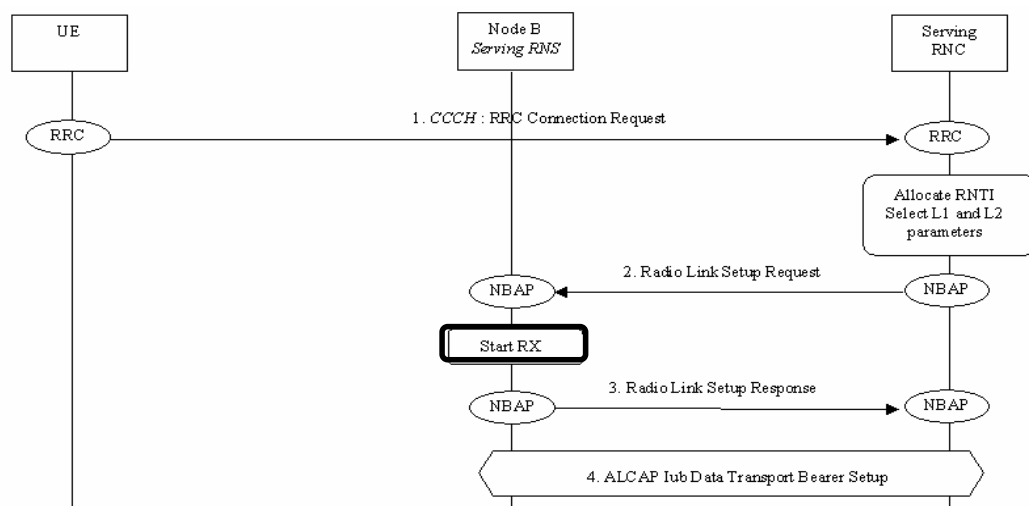 UE
Node B
Serving RNS
Serving
RNC
1. CCCH : RRC Connection Request
RRC
RRC
Allocate RNTI
Select L1 and L2
parameters
2. Radio Link Setup Request
NBAP
NBAP
Start RX
3. Radio Link Setup Response
NBAP
NBAP
4. ALCAP Iub Data Transport Bearer Setup